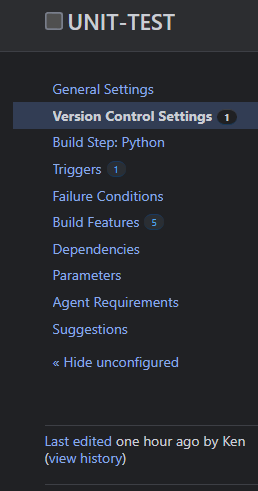 UNIT-TEST
General Settings
Version Control Settings 1
Build Step: Python
Triggers 1
Failure Conditions
Build Features 5
Dependencies
Parameters
Agent Requirements
Suggestions
« Hide unconfigured
Last edited one hour ago by Ken
(view history)